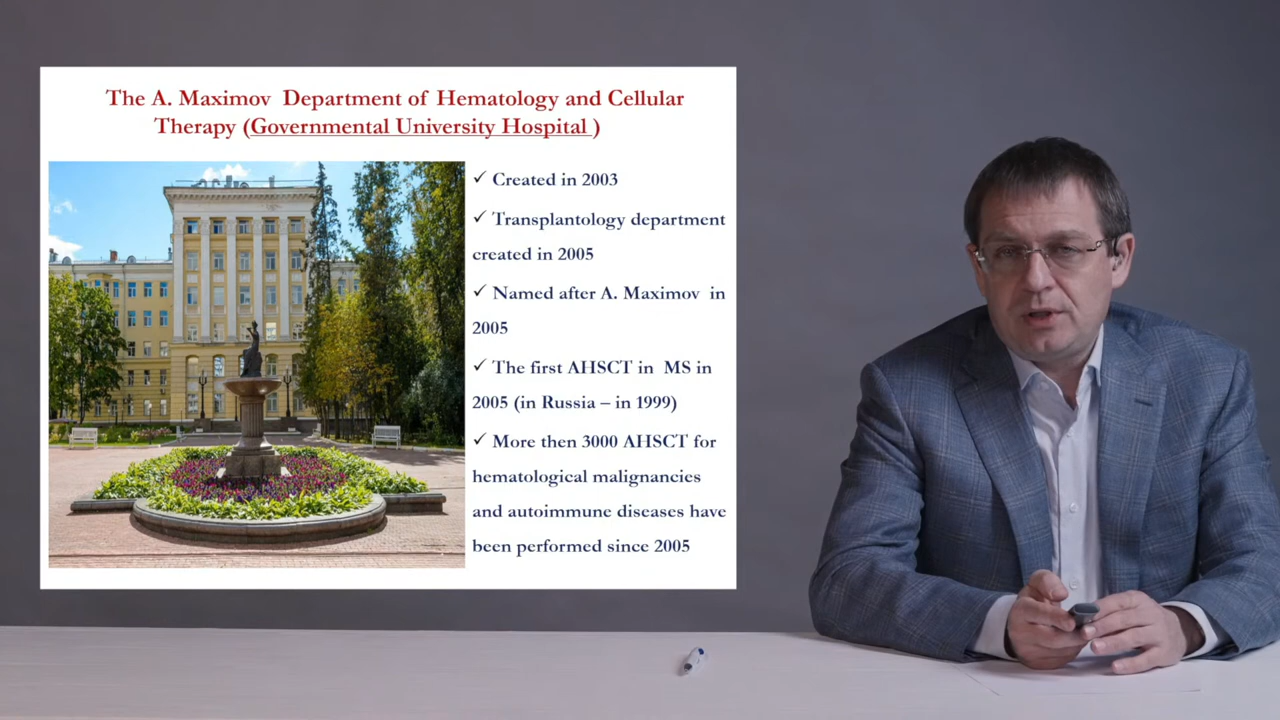 The A. Maximov Department of Hematology and Cellular
Therapy (Governmental University Hospital )
✓ Created in 2003
✓ Transplantology department
created in 2005
✓ Named after A. Maximov in
2005
✓ The first AHSCT in MS in
2005 (in Russia – in 1999)
✓ More then 3000 AHSCT for
hematological malignancies
and autoimmune diseases have
been performed since 2005